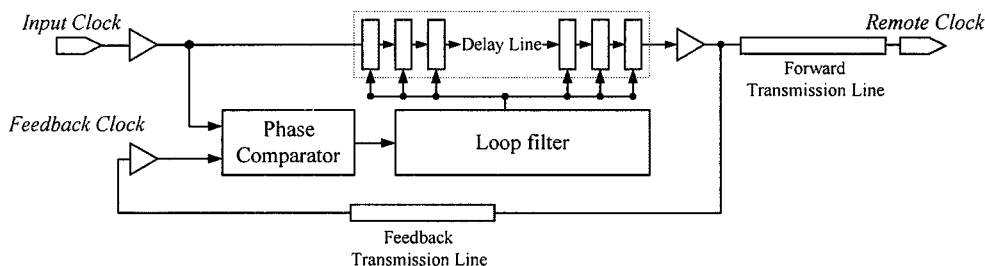 Input Clock
Remote Clock
Delay Line
Forward
Transmission Line
Feedback Clock
Phase
Comparator
Loop filter
Feedback
Transmission Line